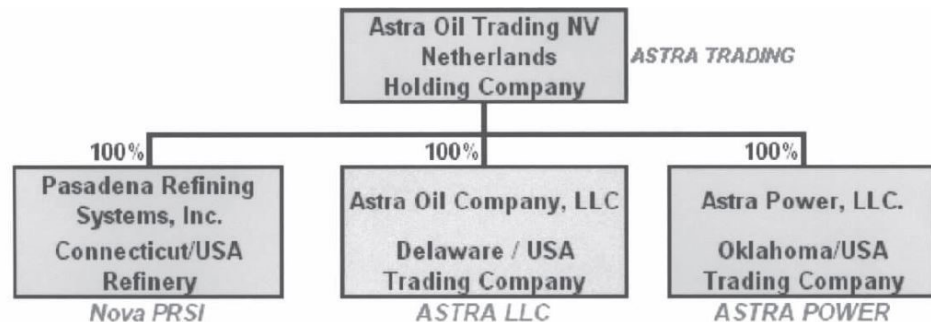 Astra Oil Trading NV
Netherlands
Holding Company
ASTRA TRADING
100%
100%
100%
Pasadena Refining
Systems, Inc.
Connecticut/USA
Refinery
Nova PRSI
Astra Oil Company, LLC
Delaware / USA
Trading Company
ASTRA LLC
Astra Power, LLC.
Oklahoma/USA
Trading Company
ASTRA POWER